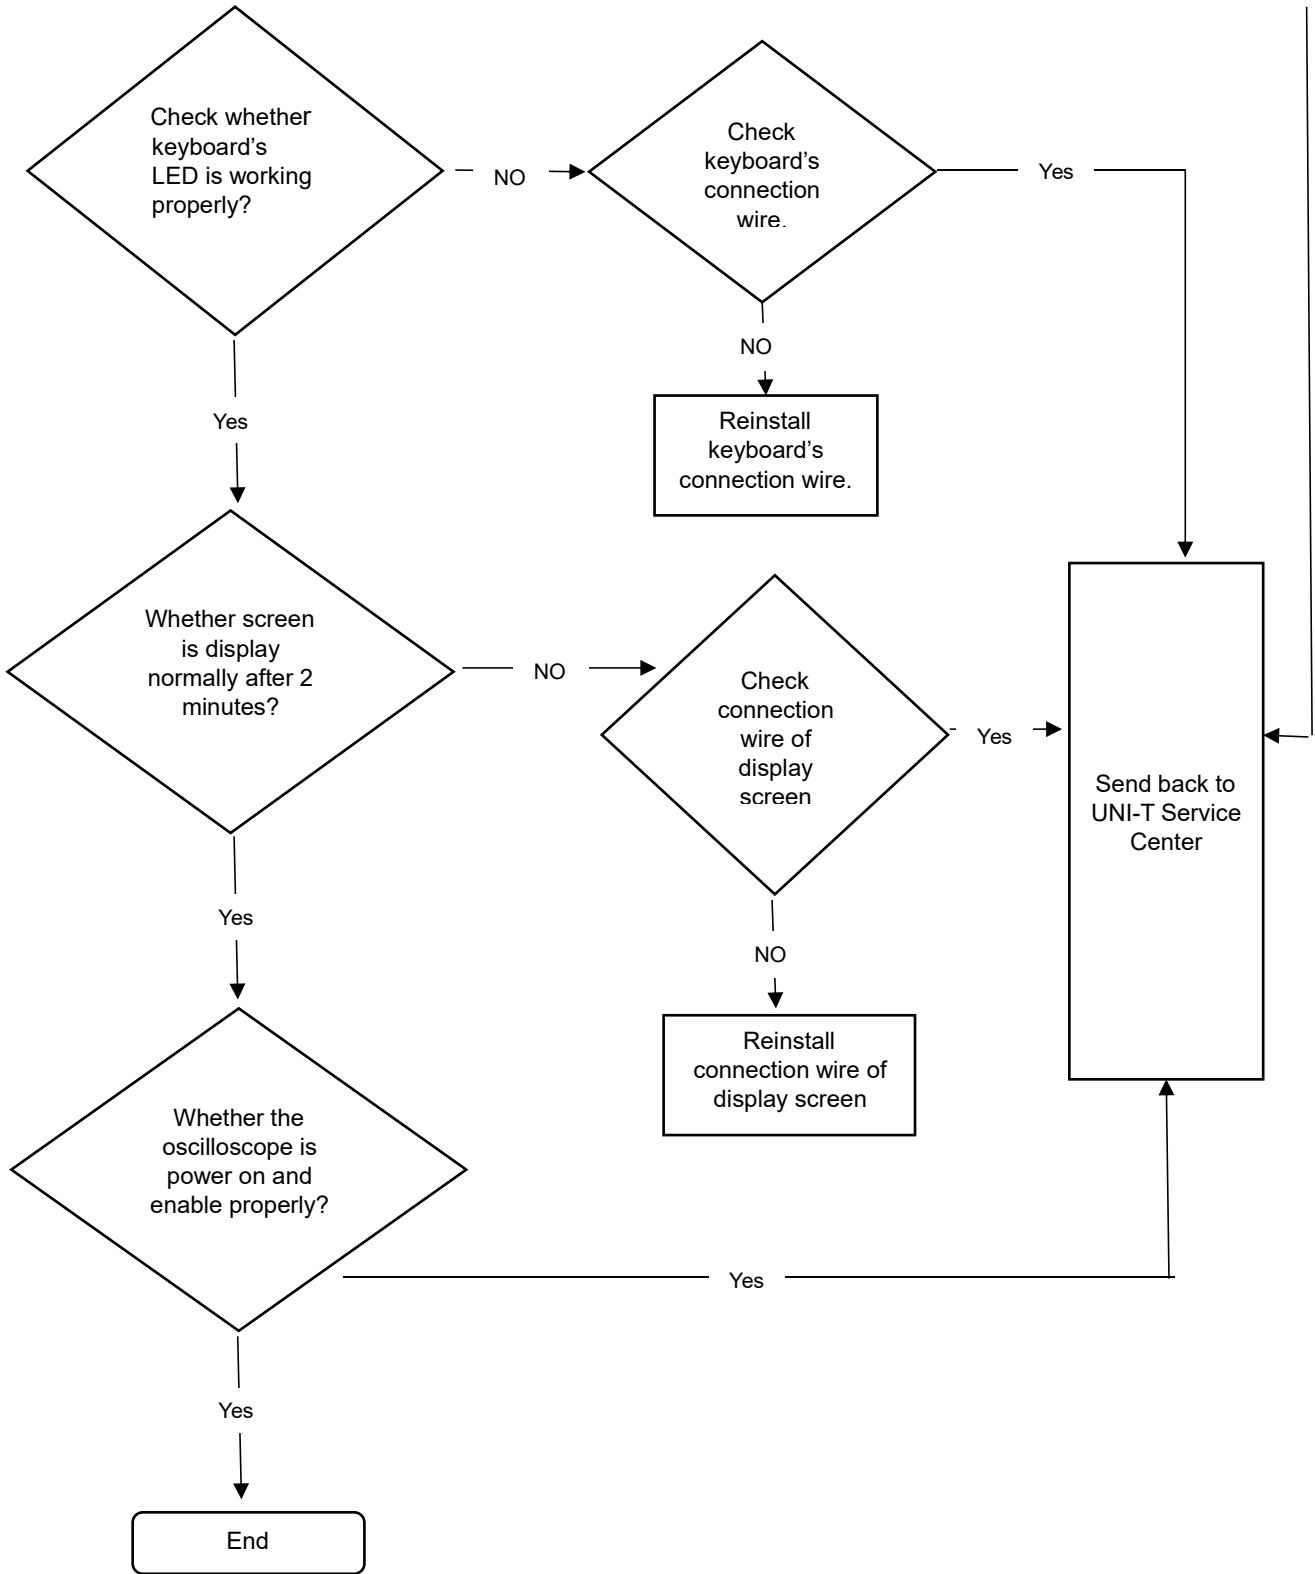 Check whether
keyboard's
LED is working
properly?
NO
Check
keyboard's
connection
wire.
Yes
NO
Reinstall
keyboard's
connection wire.
Yes
Whether screen
is display
normally after 2
minutes?
NO
Check
connection
wire of
display
screen
Yes
Send back to
UNI-T Service
Center
Yes
NO
Reinstall
connection wire of
display screen
Whether the
oscilloscope is
power on and
enable properly?
Yes
Yes
End